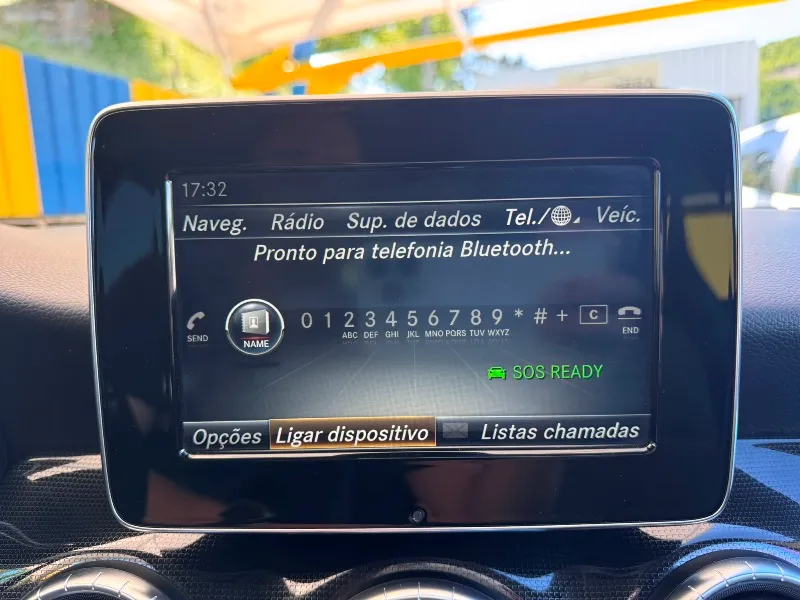 17:32
Naveg. Rádio Sup. de dados Tel./ Veíc.
Pronto para telefonia Bluetooth...
0 1 2 3 4 5 6 7 8 9 * # + C
SEND NAME ABC DEF GHI JKL MNO PQRS TUV WXYZ END
SOS READY
Opções Ligar dispositivo Listas chamadas